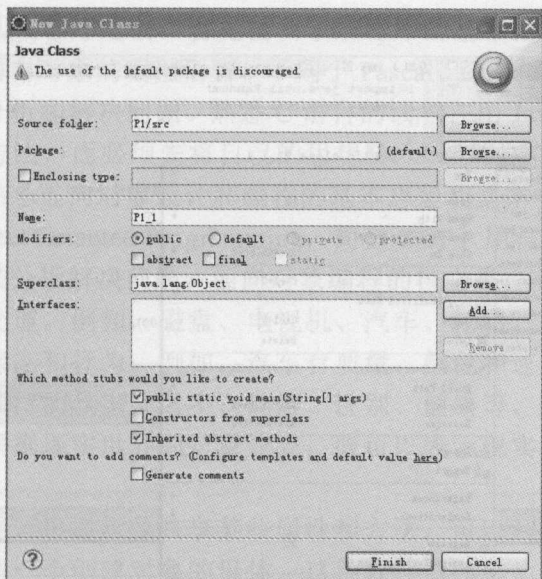 New Java Class
Java Class
The use of the default package is discouraged.
Source folder: P1/src Browse...
Package: (default) Browse...
Enclosing type: Browse...
Name: P1_1
Modifiers: public default private protected
abstract final static
Superclass: java.lang.Object Browse...
Interfaces: Add...
Remove
Which method stubs would you like to create?
public static void main(String[] args)
Constructors from superclass
Inherited abstract methods
Do you want to add comments? (Configure templates and default value here)
Generate comments
Finish Cancel